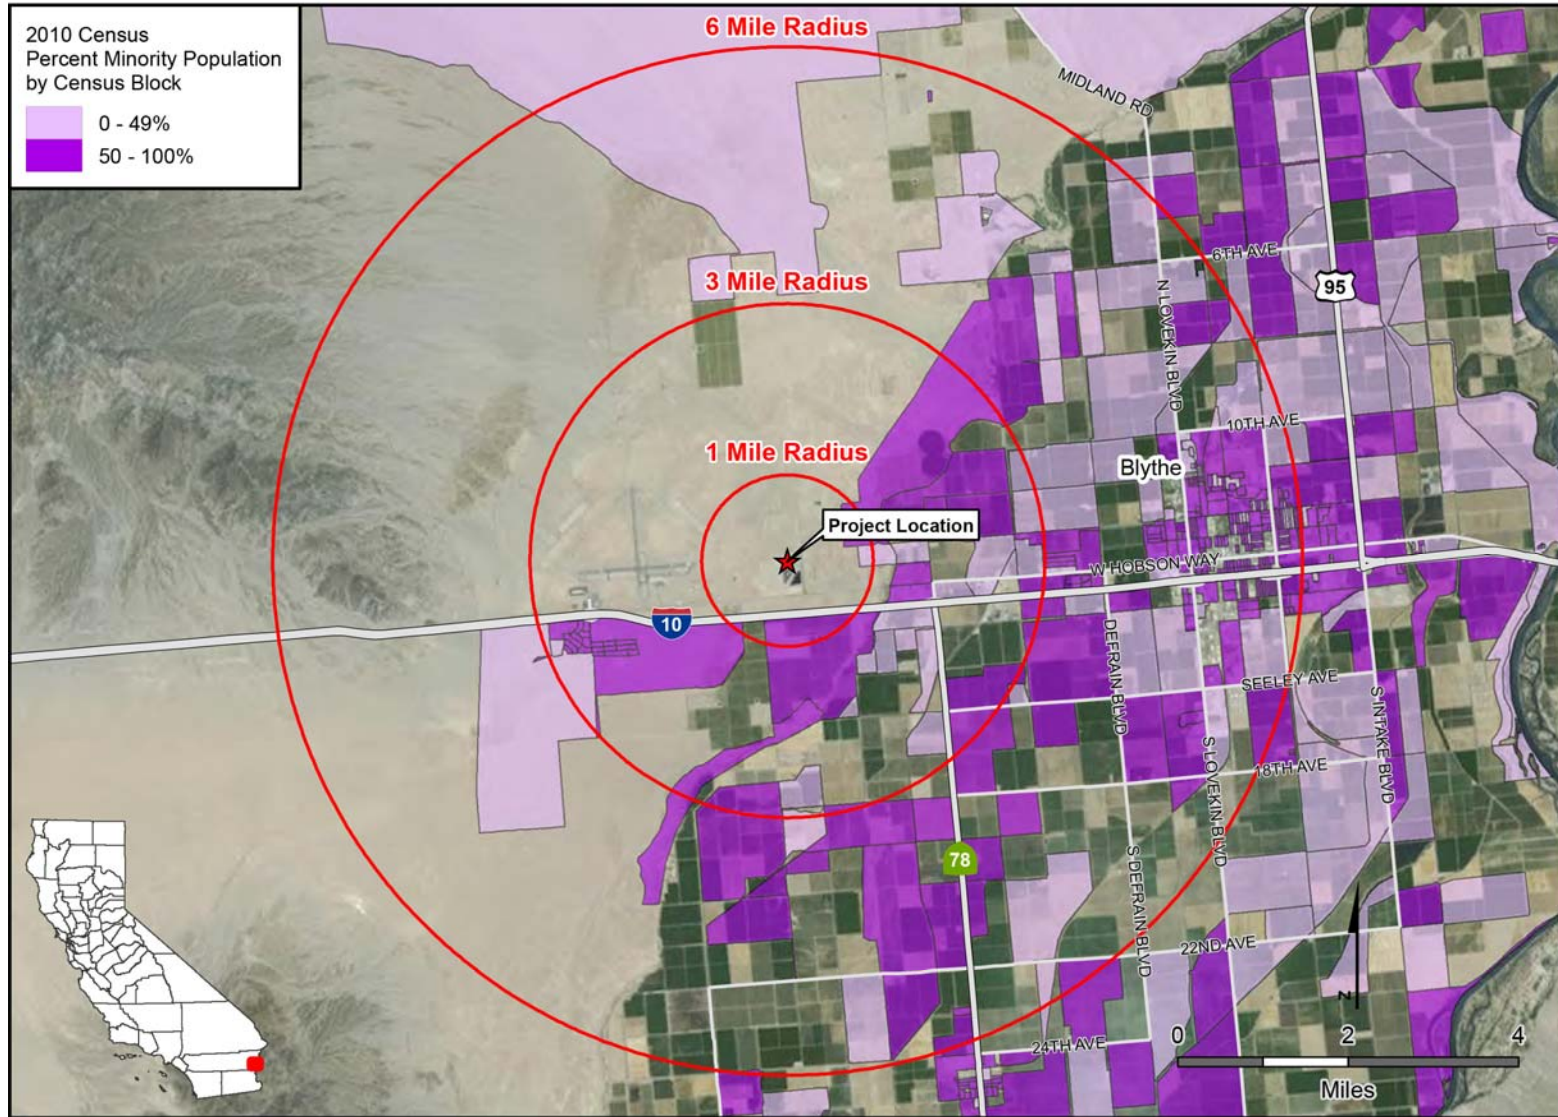 2010 Census
Percent Minority Population
by Census Block
0 - 49%
50 - 100%
6 Mile Radius
MIDLAND RD
6TH AVE
95
3 Mile Radius
N LOVEKIN BLVD
10TH AVE
1 Mile Radius
Blythe
Project Location
W HOBSON WAY
10
DEFRAIN BLVD
SEELEY AVE
S INTAKE BLVD
S LOVEKIN BLVD
18TH AVE
78
S DEFRAIN BLVD
22ND AVE
N
24TH AVE
0 2 4
Miles